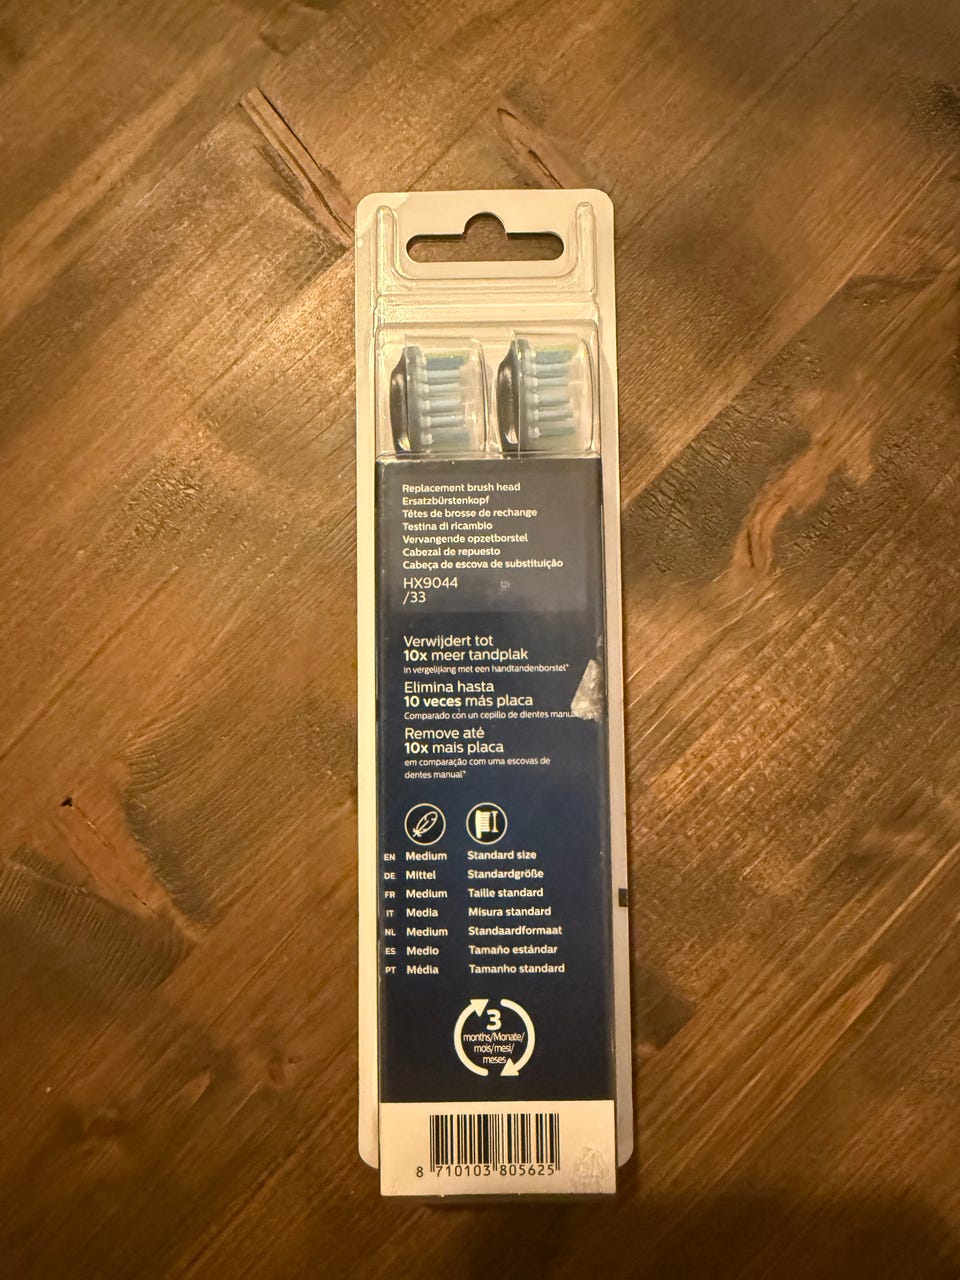 Replacement brush head
Ersatzbürstenkopf
Têtes de brosse de rechange
Testina di ricambio
Vervangende opzetborstel
Cabezal de repuesto
Cabeça de escova de substituição
HX9044
/33
Verwijdert tot
10x meer tandplak
in vergelijking met een handtandenborstel*
Elimina hasta
10 veces más placa
Comparado con un cepillo de dientes
Remove até
10x mais placa
em comparação com uma escovas de
dentes manual*
EN Medium Standard size
DE Mittel Standardgröße
FR Medium Taille standard
IT Media Misura standard
NL Medium Standaardformaat
ES Medio Tamaño estándar
PT Média Tamanho standard
3
months/Monate/
mois/mesi/
meses
8 710103 805625